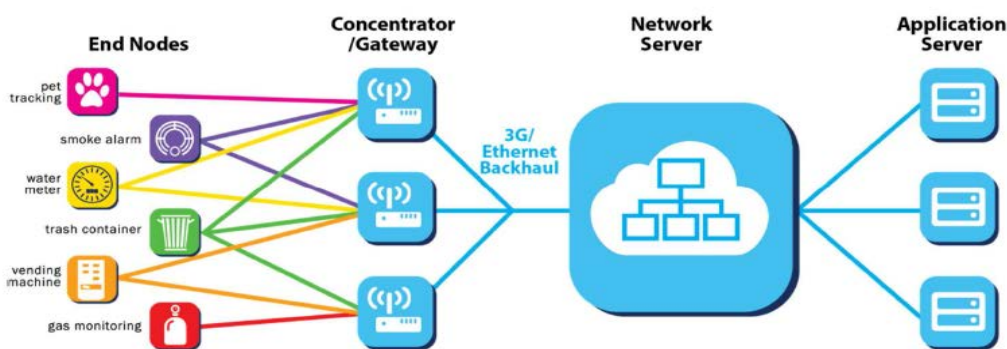 End Nodes
Concentrator
/Gateway
Network
Server
Application
Server
pet
tracking
smoke alarm
water
meter
trash container
vending
machine
gas monitoring
3G/
Ethernet
Backhaul